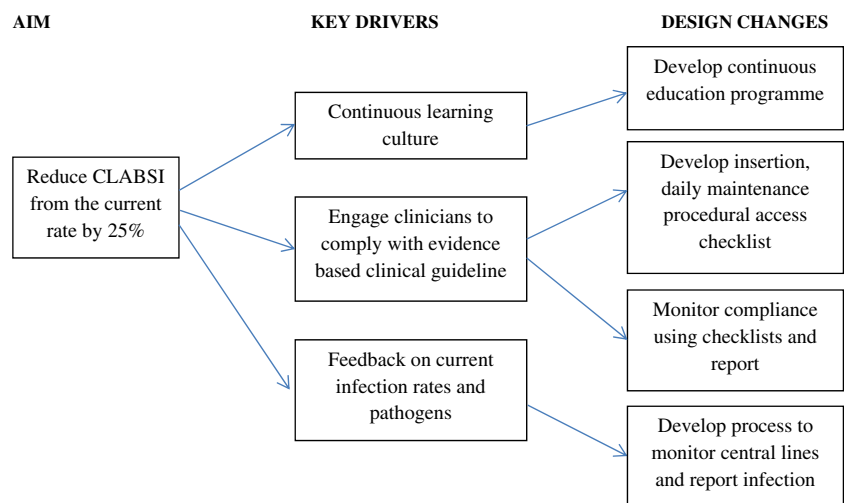 AIM
KEY DRIVERS
DESIGN CHANGES
Reduce CLABSI
from the current
rate by 25%
Continuous learning
culture
Engage clinicians to
comply with evidence
based clinical guideline
Feedback on current
infection rates and
pathogens
Develop continuous
education programme
Develop insertion,
daily maintenance
procedural access
checklist
Monitor compliance
using checklists and
report
Develop process to
monitor central lines
and report infection